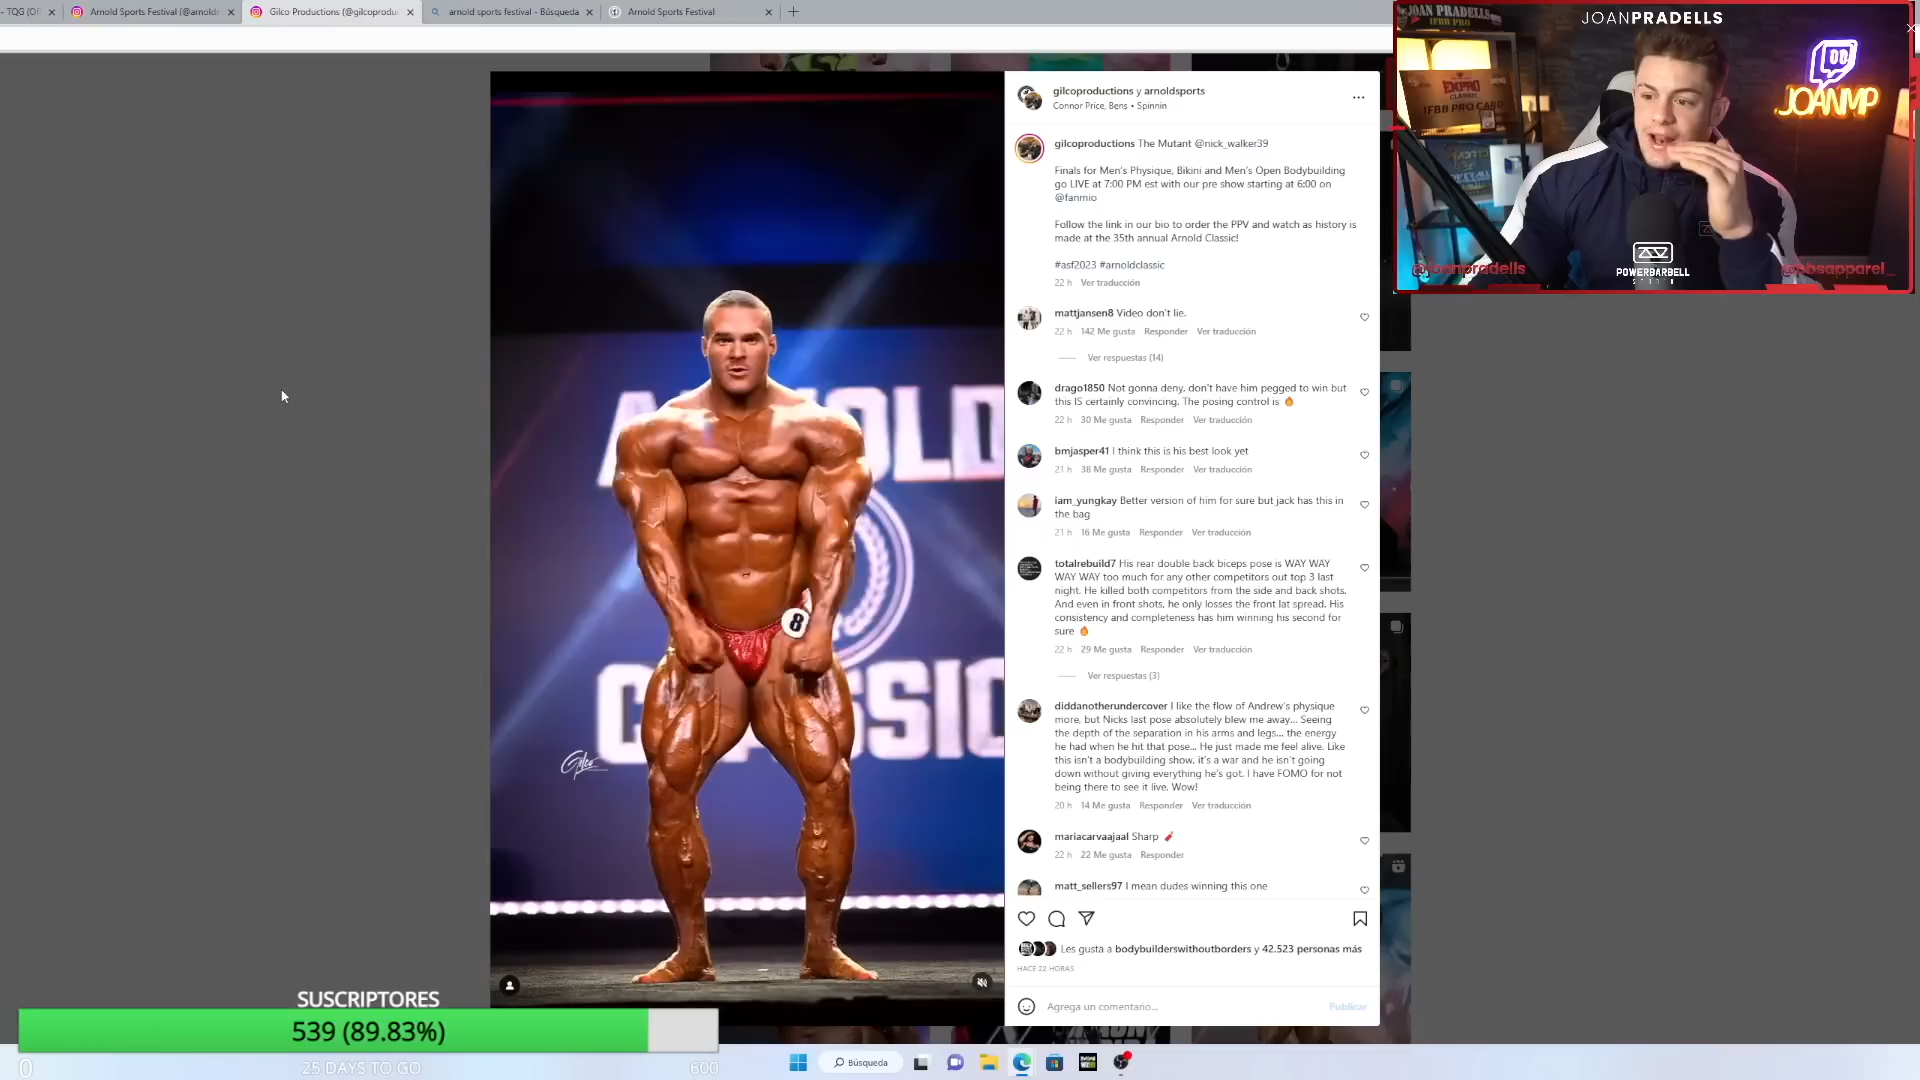 - TQG (D
Arnold Sports Festival (@arnolds
Gilco Productions (@gilcoprodu
arnold sports festival - Búsqueda
Arnold Sports Festival
JOANPRADELLS
JOAN PRADELLS
IFBB PRO
EMPRO
CLASSIC
IFBB PRO CARD
JOANMP
@joanpradells
POWERBARBELL
@pbsapparel_
gilcoproductions y arnoldsports
Connor Price, Bens • Spinnin
gilcoproductions The Mutant @nick_walker39
Finals for Men's Physique, Bikini and Men's Open Bodybuilding
go LIVE at 7:00 PM est with our pre show starting at 6:00 on
@fanmio
Follow the link in our bio to order the PPV and watch as history is
made at the 35th annual Arnold Classic!
#asf2023 #arnoldclassic
22 h Ver traducción
mattjansen8 Video don't lie.
22 h 142 Me gusta Responder Ver traducción
Ver respuestas (14)
drago1850 Not gonna deny, don't have him pegged to win but
this IS certainly convincing. The posing control is 🔥
22 h 30 Me gusta Responder Ver traducción
bmjasper41 I think this is his best look yet
21 h 38 Me gusta Responder Ver traducción
iam_yungkay Better version of him for sure but jack has this in
the bag
21 h 16 Me gusta Responder Ver traducción
totalrebuild7 His rear double back biceps pose is WAY WAY
WAY WAY too much for any other competitors out top 3 last
night. He killed both competitors from the side and back shots.
And even in front shots, he only losses the front lat spread. His
consistency and completeness has him winning his second for
sure 🔥
22 h 29 Me gusta Responder Ver traducción
Ver respuestas (3)
diddanotherundercover I like the flow of Andrew's physique
more, but Nicks last pose absolutely blew me away... Seeing
the depth of the separation in his arms and legs... the energy
he had when he hit that pose... He just made me feel alive. Like
this isn't a bodybuilding show, it's a war and he isn't going
down without giving everything he's got. I have FOMO for not
being there to see it live. Wow!
20 h 14 Me gusta Responder Ver traducción
mariacarvaajaal Sharp 🧨
22 h 22 Me gusta Responder
matt_sellers97 I mean dudes winning this one
Les gusta a bodybuilderswithoutborders y 42.523 personas más
HACE 22 HORAS
Agrega un comentario... Publicar
ARNOLD
8
CLASSIC
Gilco
SUSCRIPTORES
539 (89.83%)
0 25 DAYS TO GO 600
Búsqueda